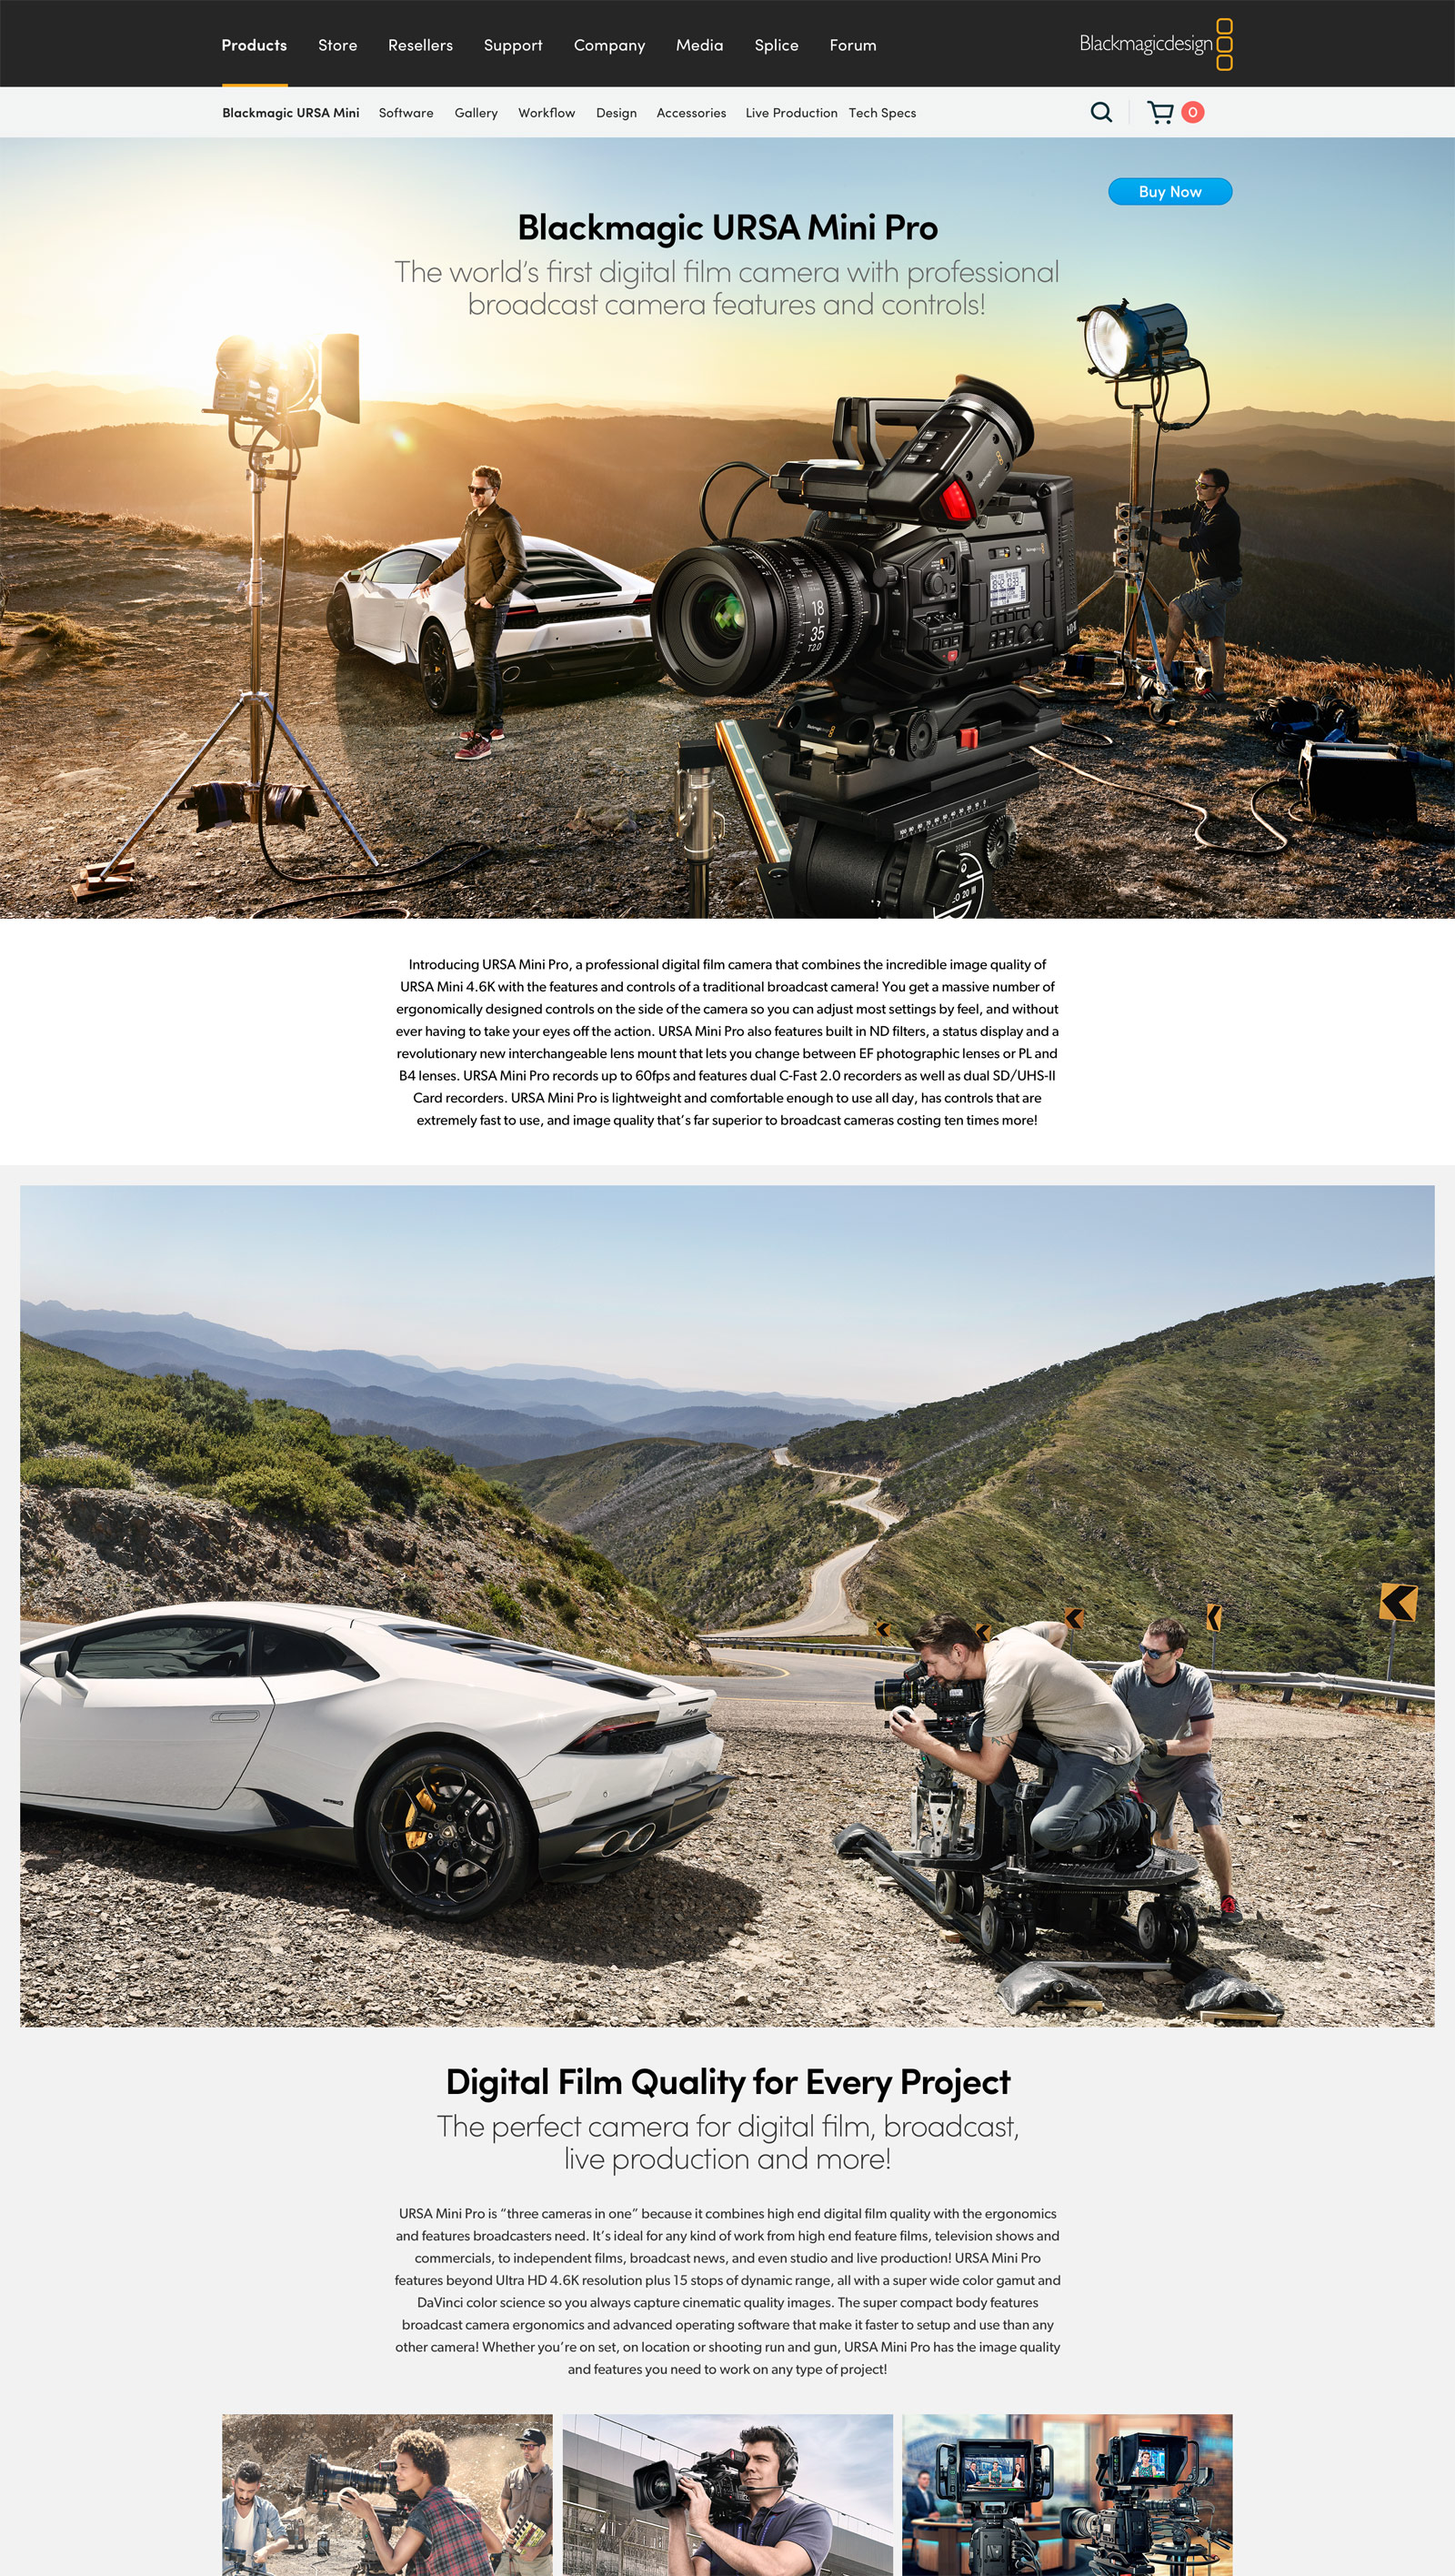 Products Store Resellers Support Company Media Splice Forum Blackmagicdesign
Blackmagic URSA Mini Software Gallery Workflow Design Accessories Live Production Tech Specs 0
Buy Now
Blackmagic URSA Mini Pro
The world’s first digital film camera with professional
broadcast camera features and controls!
18
35
T2.0
Introducing URSA Mini Pro, a professional digital film camera that combines the incredible image quality of
URSA Mini 4.6K with the features and controls of a traditional broadcast camera! You get a massive number of
ergonomically designed controls on the side of the camera so you can adjust most settings by feel, and without
ever having to take your eyes off the action. URSA Mini Pro also features built in ND filters, a status display and a
revolutionary new interchangeable lens mount that lets you change between EF photographic lenses or PL and
B4 lenses. URSA Mini Pro records up to 60fps and features dual C-Fast 2.0 recorders as well as dual SD/UHS-II
Card recorders. URSA Mini Pro is lightweight and comfortable enough to use all day, has controls that are
extremely fast to use, and image quality that’s far superior to broadcast cameras costing ten times more!
Digital Film Quality for Every Project
The perfect camera for digital film, broadcast,
live production and more!
URSA Mini Pro is “three cameras in one” because it combines high end digital film quality with the ergonomics
and features broadcasters need. It’s ideal for any kind of work from high end feature films, television shows and
commercials, to independent films, broadcast news, and even studio and live production! URSA Mini Pro
features beyond Ultra HD 4.6K resolution plus 15 stops of dynamic range, all with a super wide color gamut and
DaVinci color science so you always capture cinematic quality images. The super compact body features
broadcast camera ergonomics and advanced operating software that make it faster to setup and use than any
other camera! Whether you’re on set, on location or shooting run and gun, URSA Mini Pro has the image quality
and features you need to work on any type of project!